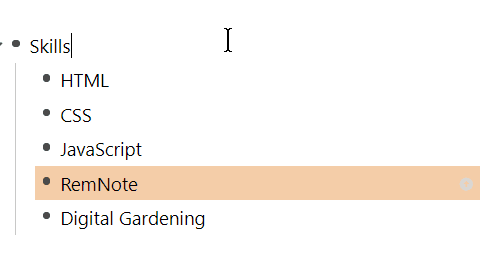 Skills
HTML
CSS
JavaScript
RemNote
Digital Gardening